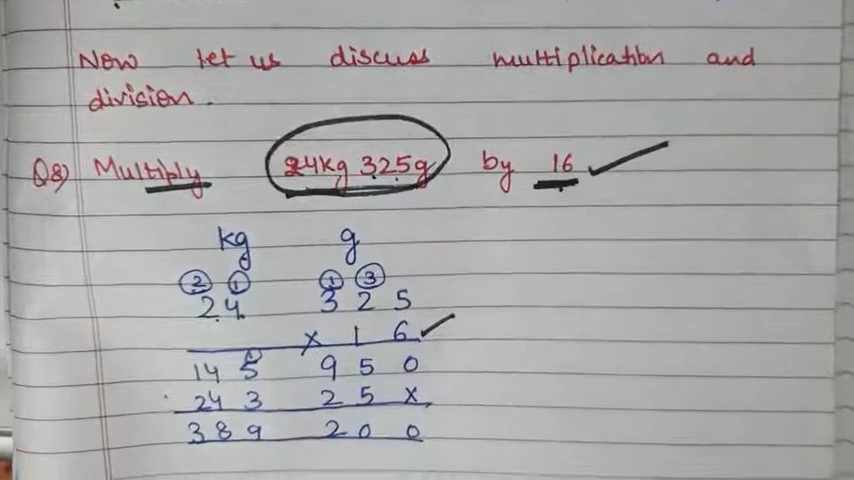 Now let us discuss multiplication and
division.
Q8) Multiply 24kg 325g by 16
kg g
2 1 1 3
24 325
x 16
145 950
243 25x
389 200